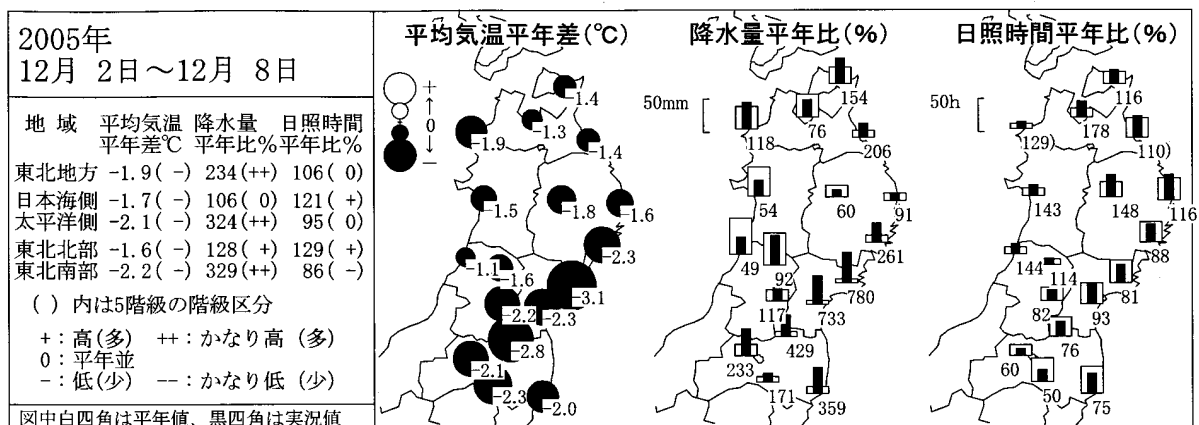 2005年
12月 2日～12月 8日
地 域 平均気温 降水量 日照時間
平年差℃ 平年比% 平年比%
東北地方 -1.9( -) 234(++) 106( 0)
日本海側 -1.7( -) 106( 0) 121( +)
太平洋側 -2.1( -) 324(++) 95( 0)
東北北部 -1.6( -) 128( +) 129( +)
東北南部 -2.2( -) 329(++) 86( -)
( ) 内は5階級の階級区分
+：高(多) ++：かなり高 (多)
0：平年並
-：低(少) --：かなり低 (少)
図中白四角は平年値、黒四角は実況値
平均気温平年差(℃)
+
↑
0
↓
-
-1.4
-1.3
-1.9
-1.4
-1.5
-1.8
-1.6
-2.3
-1.1
-1.6
-3.1
-2.2
-2.3
-2.8
-2.1
-2.3
-2.0
降水量平年比(%)
50mm
154
76
118
206
54
60
91
261
49
92
780
117
733
429
233
171
359
日照時間平年比(%)
50h
116
178
129)
110)
143
148
116
88
144
114
81
82
93
76
60
50
75